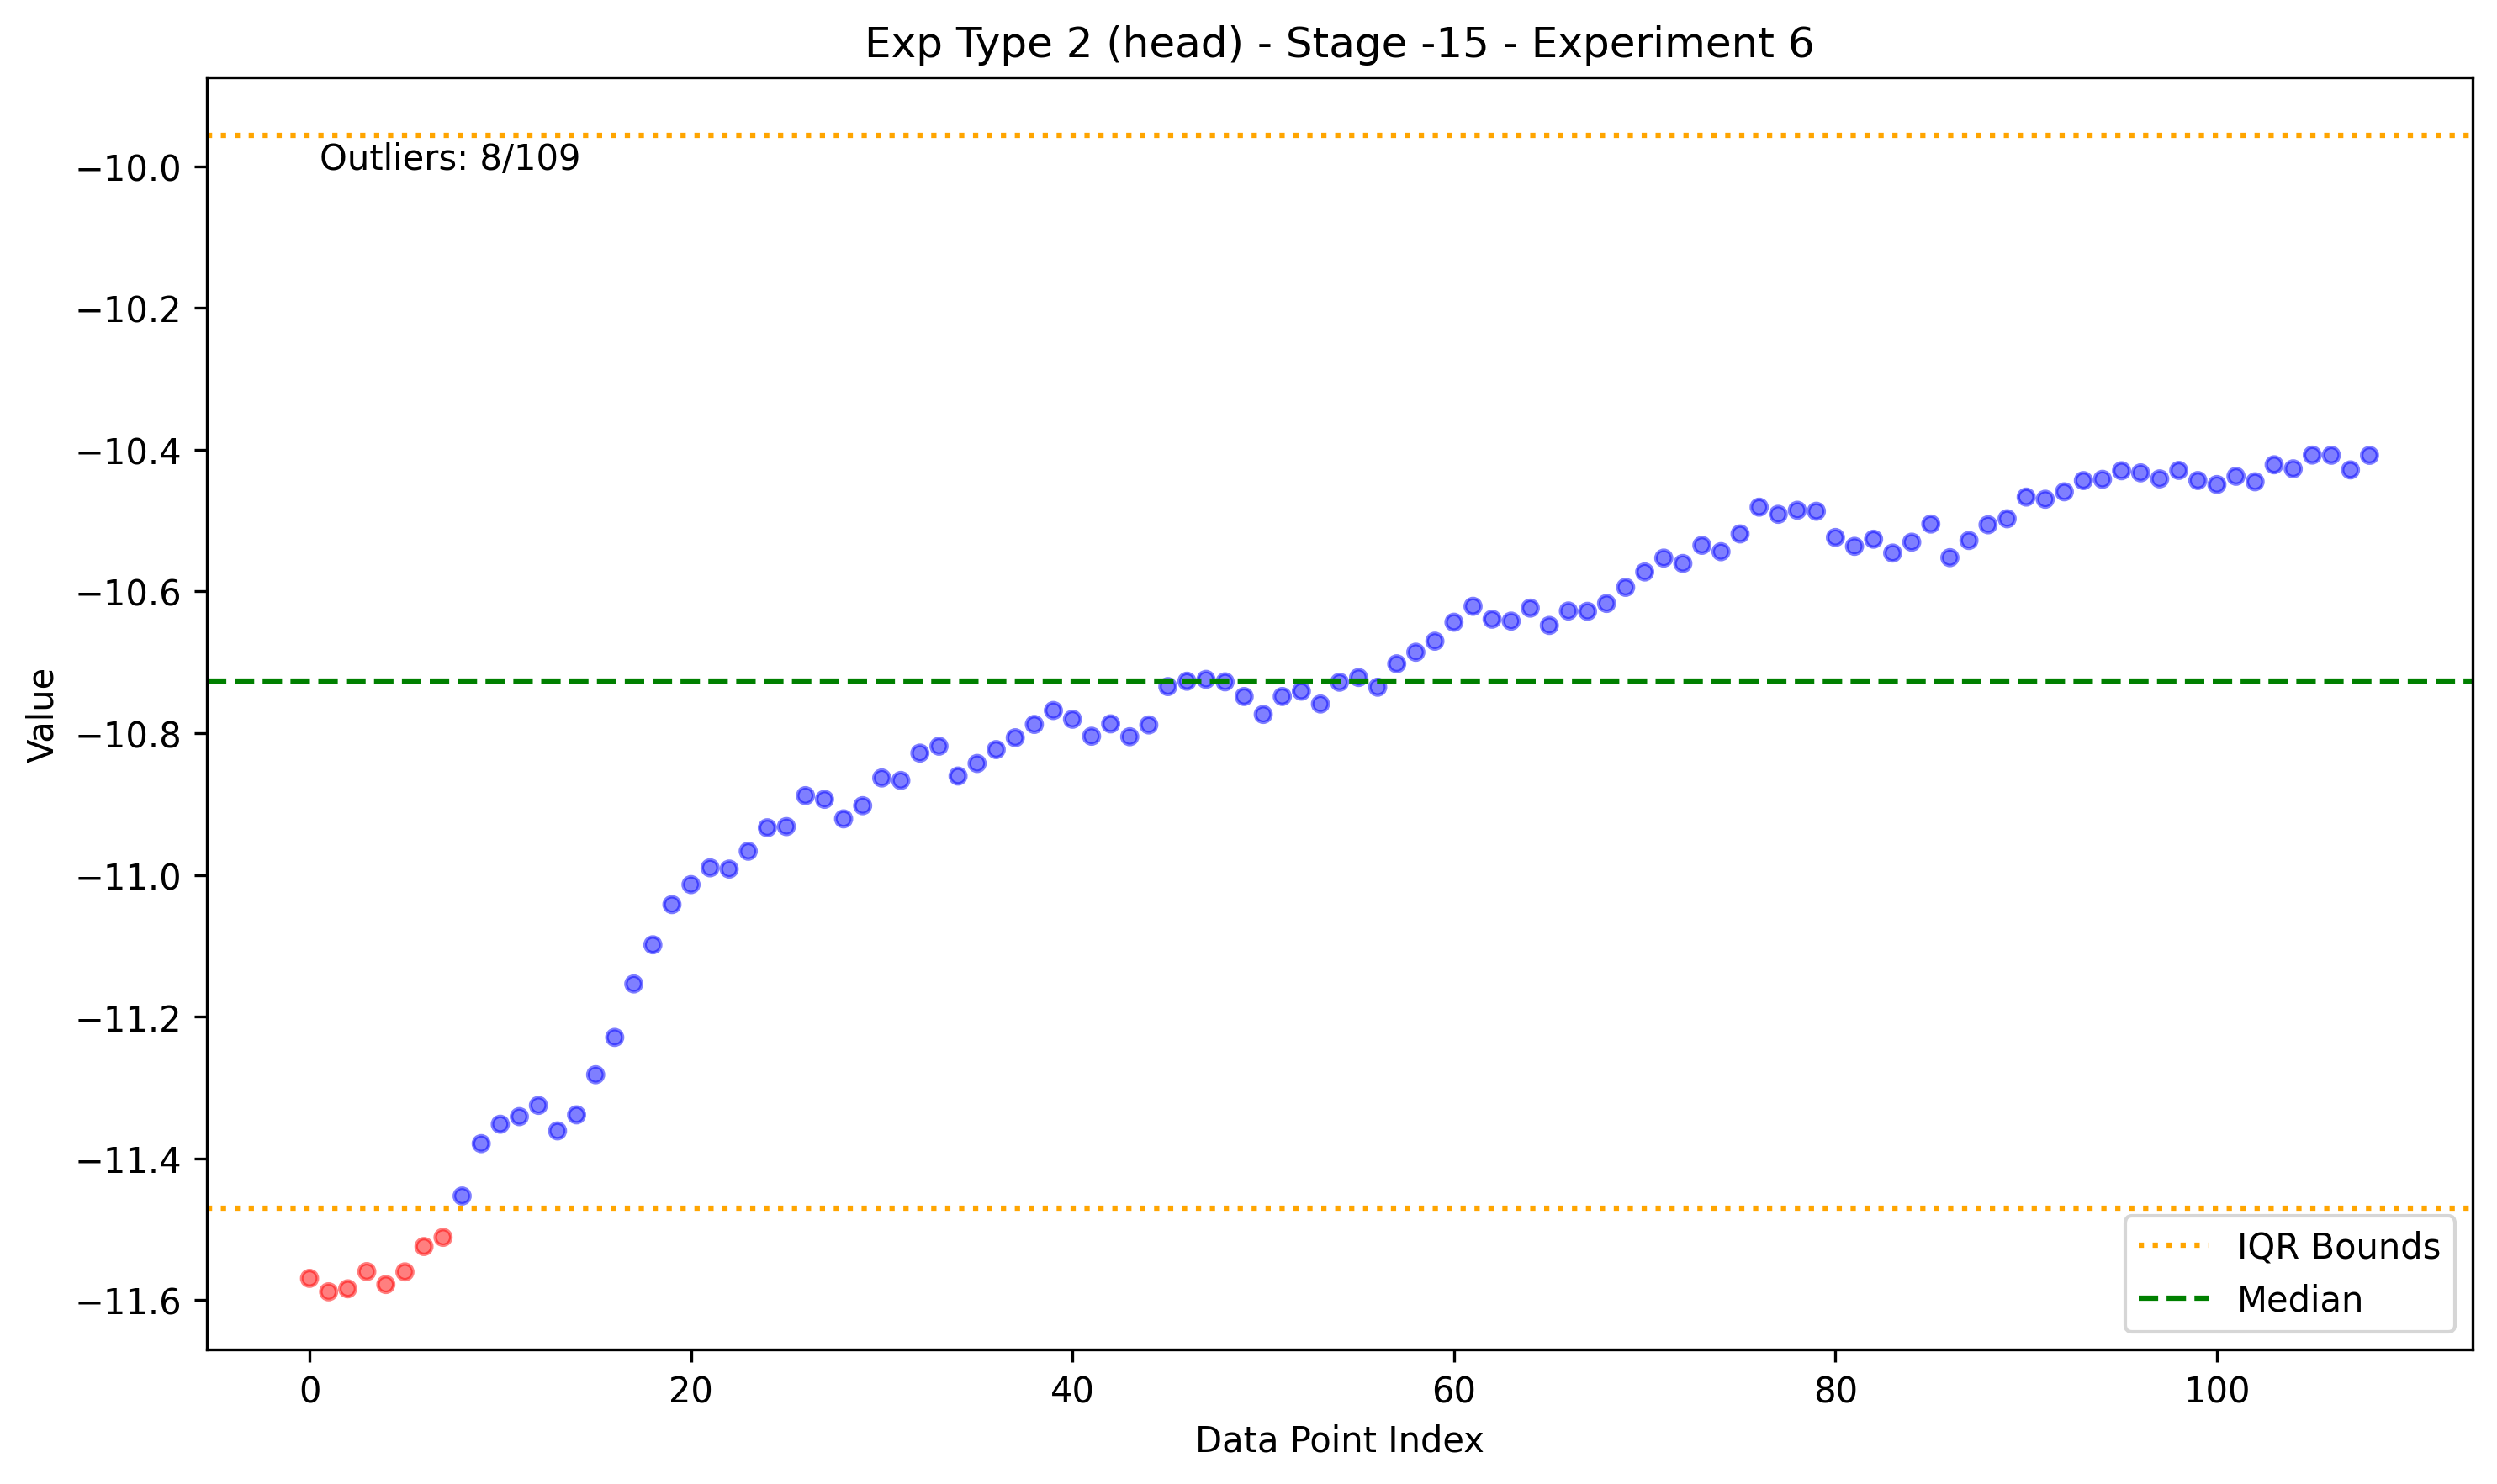 Exp Type 2 (head) - Stage -15 - Experiment 6
Outliers: 8/109
−10.0
−10.2
−10.4
−10.6
−10.8
−11.0
−11.2
−11.4
−11.6
Value
IQR Bounds
Median
0 20 40 60 80 100
Data Point Index